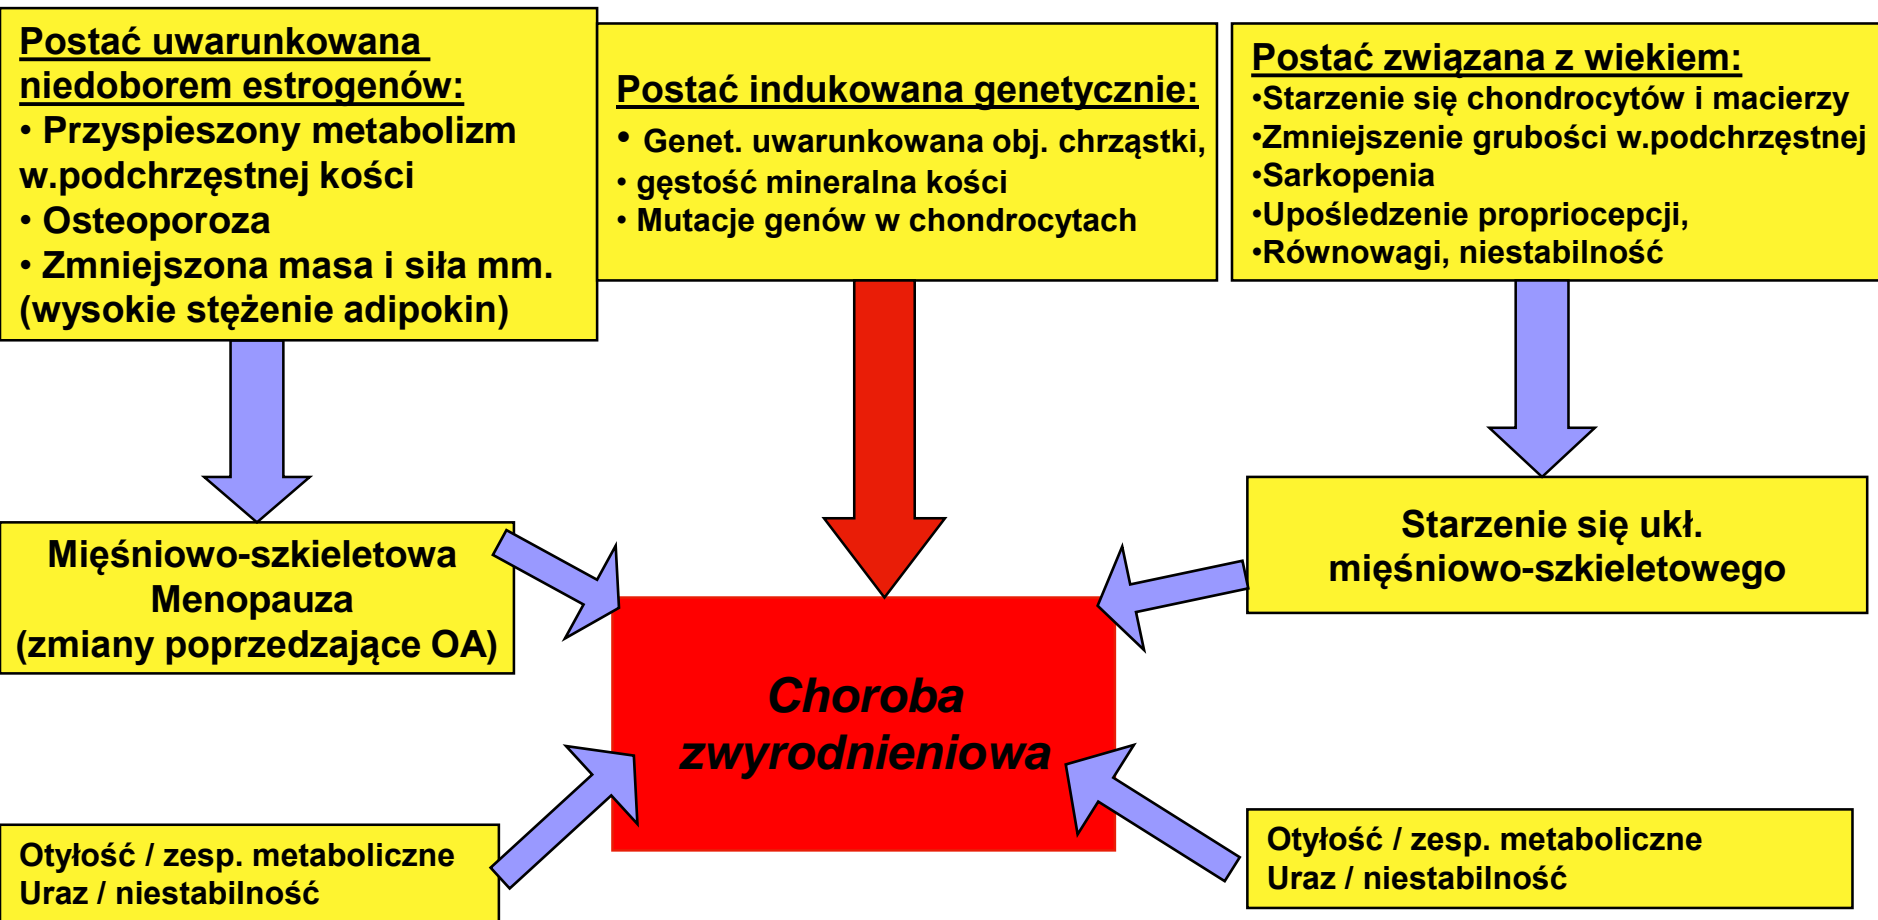 Postać uwarunkowana
niedoborem estrogenów:
• Przyspieszony metabolizm
w.podchrzęstnej kości
• Osteoporoza
• Zmniejszona masa i siła mm.
(wysokie stężenie adipokin)
Postać indukowana genetycznie:
• Genet. uwarunkowana obj. chrząstki,
• gęstość mineralna kości
• Mutacje genów w chondrocytach
Postać związana z wiekiem:
•Starzenie się chondrocytów i macierzy
•Zmniejszenie grubości w.podchrzęstnej
•Sarkopenia
•Upośledzenie propriocepcji,
•Równowagi, niestabilność
Mięśniowo-szkieletowa
Menopauza
(zmiany poprzedzające OA)
Starzenie się ukł.
mięśniowo-szkieletowego
Choroba
zwyrodnieniowa
Otyłość / zesp. metaboliczne
Uraz / niestabilność
Otyłość / zesp. metaboliczne
Uraz / niestabilność